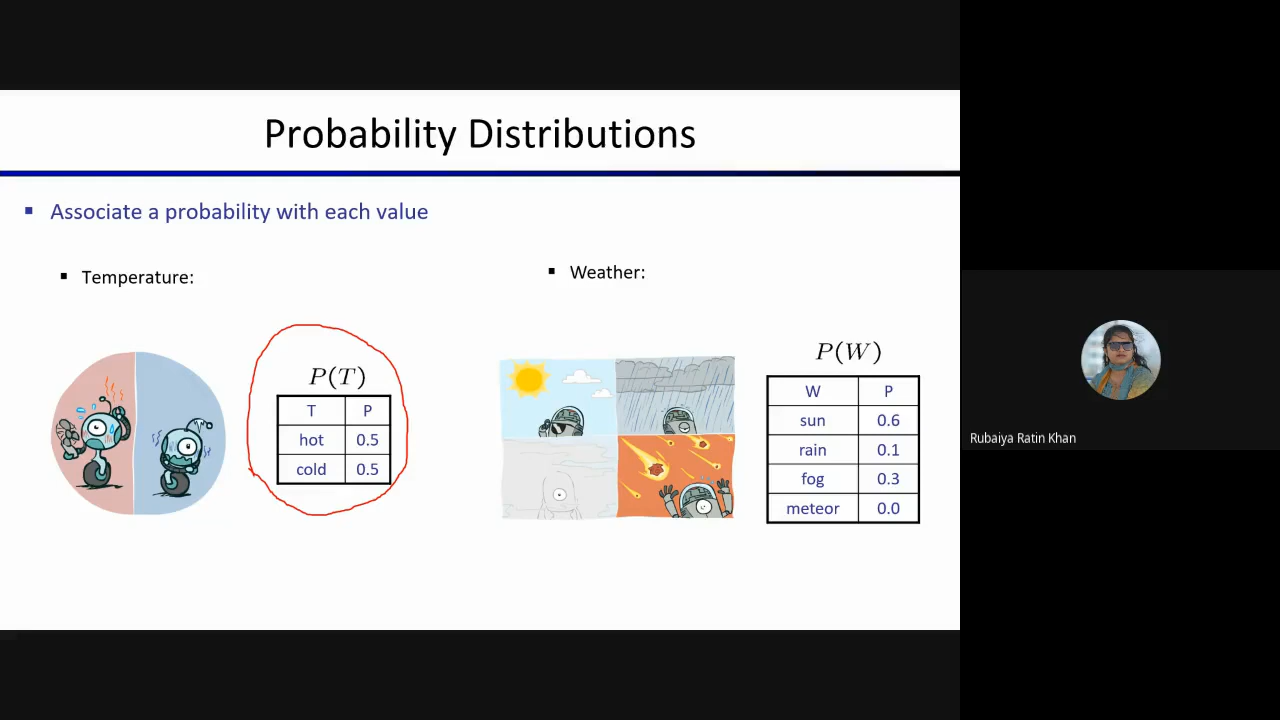 Probability Distributions
▪ Associate a probability with each value
▪ Temperature:
P(T)
T P
hot 0.5
cold 0.5
▪ Weather:
P(W)
W P
sun 0.6
rain 0.1
fog 0.3
meteor 0.0
Rubaiya Ratin Khan